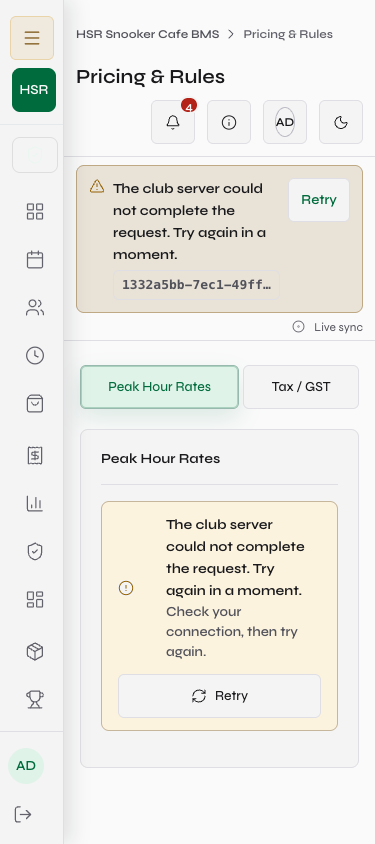 HSR Snooker Cafe BMS > Pricing & Rules
HSR
Pricing & Rules
4
AD
The club server could
not complete the
request. Try again in a
moment.
Retry
1332a5bb-7ec1-49ff…
Live sync
Peak Hour Rates
Tax / GST
Peak Hour Rates
The club server
could not complete
the request. Try
again in a moment.
Check your
connection, then try
again.
Retry
AD